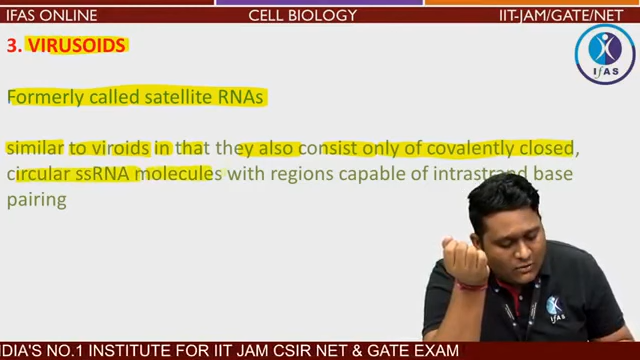 IFAS ONLINE CELL BIOLOGY IIT-JAM/GATE/NET
3. VIRUSOIDS
IFAS
Formerly called satellite RNAs
similar to viroids in that they also consist only of covalently closed,
circular ssRNA molecules with regions capable of intrastrand base
pairing
NDIA'S NO.1 INSTITUTE FOR IIT JAM CSIR NET & GATE EXAM